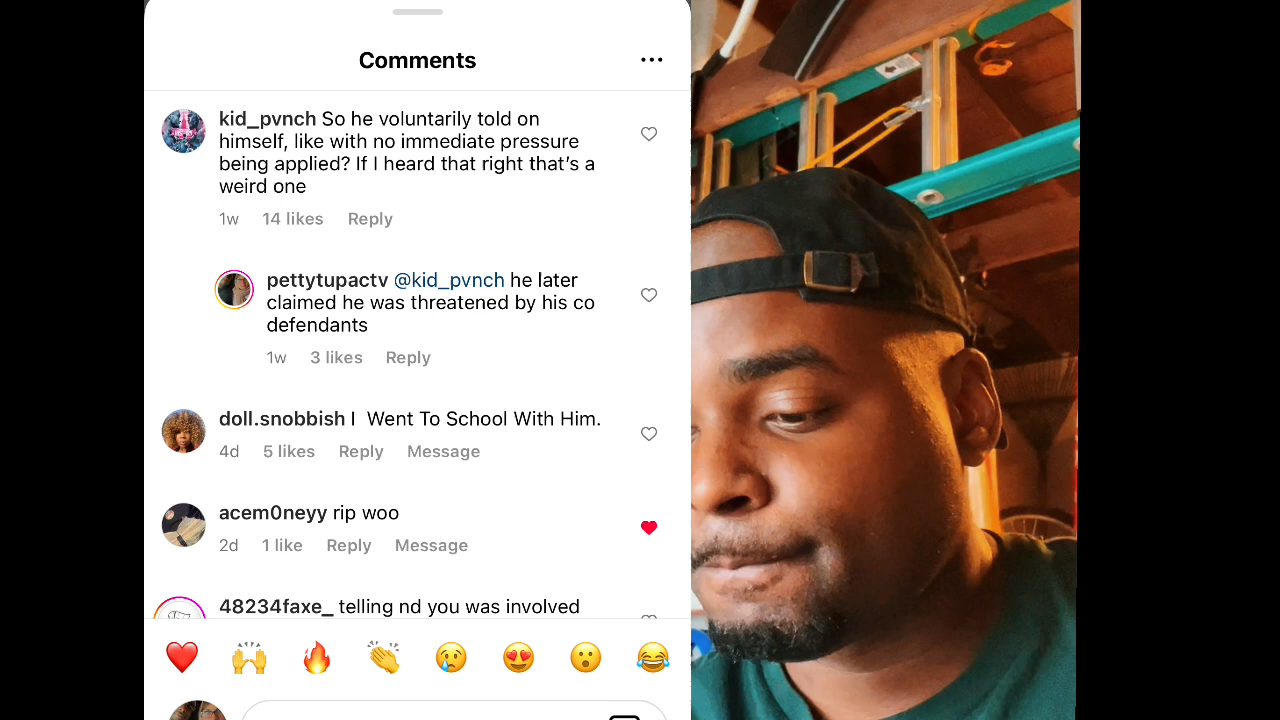 Comments
kid_pvnch So he voluntarily told on
himself, like with no immediate pressure
being applied? If I heard that right that's a
weird one
1w 14 likes Reply
pettytupactv @kid_pvnch he later
claimed he was threatened by his co
defendants
1w 3 likes Reply
doll.snobbish I Went To School With Him.
4d 5 likes Reply Message
acem0neyy rip woo
2d 1 like Reply Message
48234faxe_ telling nd you was involved